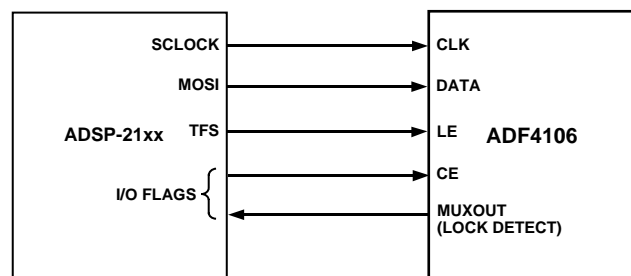 SCLOCK
MOSI
TFS
ADSP-21xx
I/O FLAGS
CLK
DATA
LE
ADF4106
CE
MUXOUT
(LOCK DETECT)